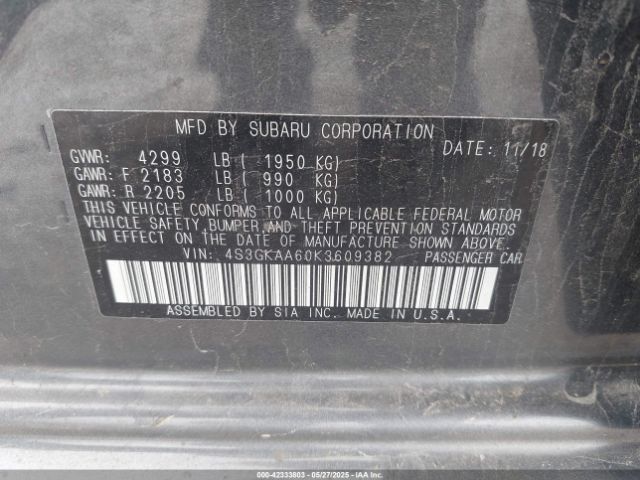 MFD BY SUBARU CORPORATION
DATE: 11/18
GVWR: 4299 LB ( 1950 KG)
GAWR: F 2183 LB ( 990 KG)
GAWR: R 2205 LB ( 1000 KG)
THIS VEHICLE CONFORMS TO ALL APPLICABLE FEDERAL MOTOR
VEHICLE SAFETY, BUMPER, AND THEFT PREVENTION STANDARDS
IN EFFECT ON THE DATE OF MANUFACTURE SHOWN ABOVE.
VIN: 4S3GKAA60K3609382 PASSENGER CAR
ASSEMBLED BY SIA INC. MADE IN U.S.A.
000-42333803 — 05/27/2025 — IAAI.COM